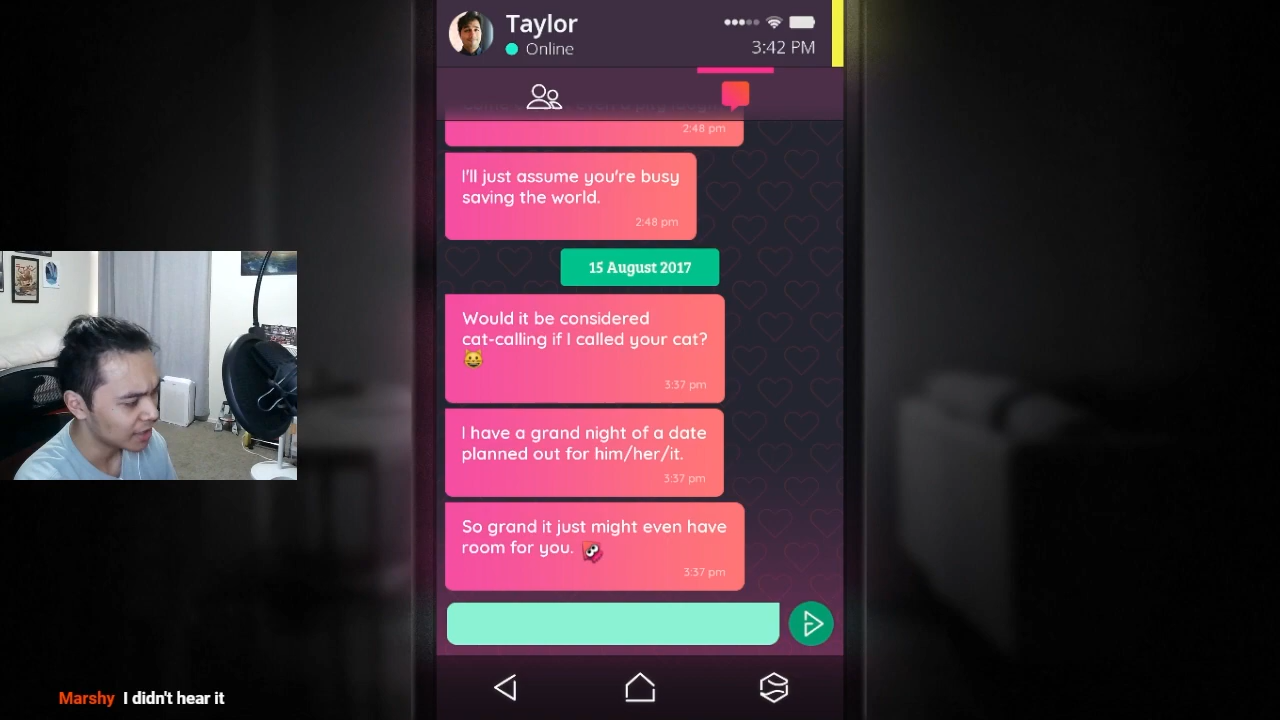 Taylor
Online
3:42 PM
2:48 pm
I'll just assume you're busy
saving the world.
2:48 pm
15 August 2017
Would it be considered
cat-calling if I called your cat?
3:37 pm
I have a grand night of a date
planned out for him/her/it.
3:37 pm
So grand it just might even have
room for you.
3:37 pm
Marshy I didn't hear it